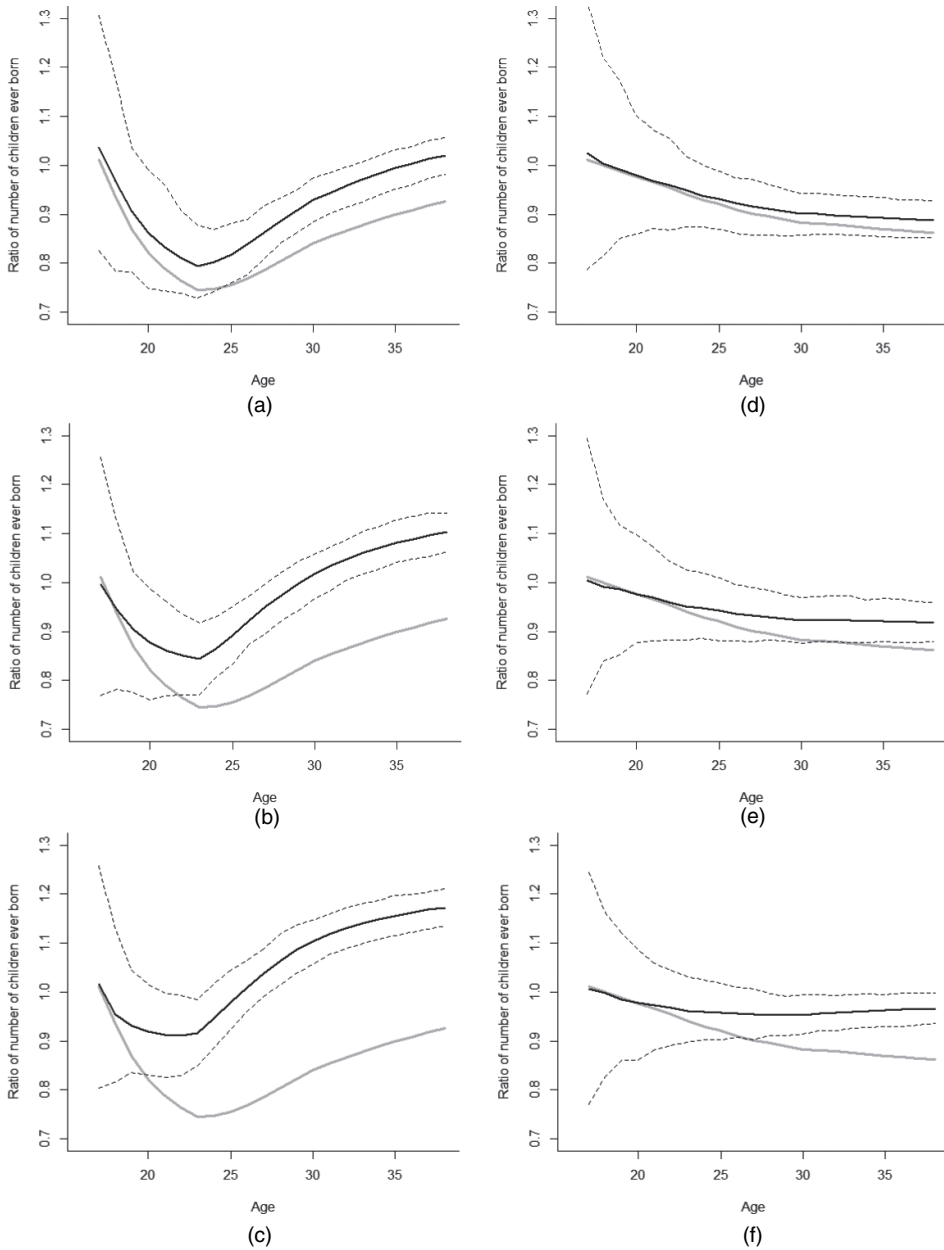 Ratio of number of children ever born
0.7 0.8 0.9 1.0 1.1 1.2 1.3
20 25 30 35
Age
(a)
Ratio of number of children ever born
0.7 0.8 0.9 1.0 1.1 1.2 1.3
20 25 30 35
Age
(d)
Ratio of number of children ever born
0.7 0.8 0.9 1.0 1.1 1.2 1.3
20 25 30 35
Age
(b)
Ratio of number of children ever born
0.7 0.8 0.9 1.0 1.1 1.2 1.3
20 25 30 35
Age
(e)
Ratio of number of children ever born
0.7 0.8 0.9 1.0 1.1 1.2 1.3
20 25 30 35
Age
(c)
Ratio of number of children ever born
0.7 0.8 0.9 1.0 1.1 1.2 1.3
20 25 30 35
Age
(f)